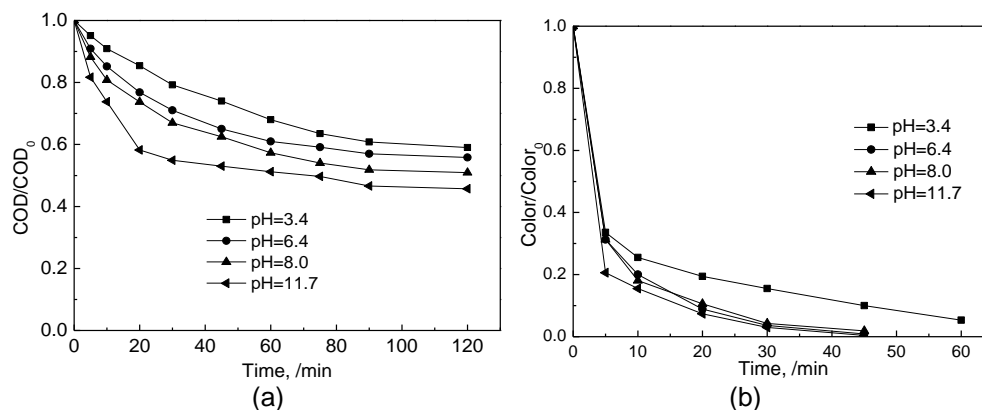 1.0
0.8
0.6
0.4
0.2
0.0
COD/COD0
pH=3.4
pH=6.4
pH=8.0
pH=11.7
0 20 40 60 80 100 120
Time, /min
(a)
1.0
0.8
0.6
0.4
0.2
0.0
Color/Color0
pH=3.4
pH=6.4
pH=8.0
pH=11.7
0 10 20 30 40 50 60
Time, /min
(b)